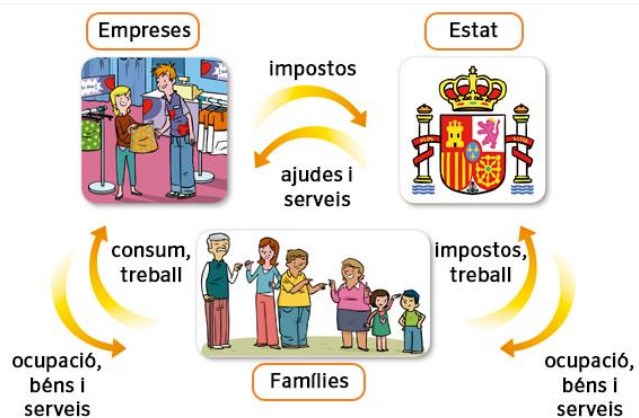 Empreses
Estat
impostos
ajudes i
serveis
consum,
treball
impostos,
treball
ocupació,
béns i
serveis
Famílies
ocupació,
béns i
serveis